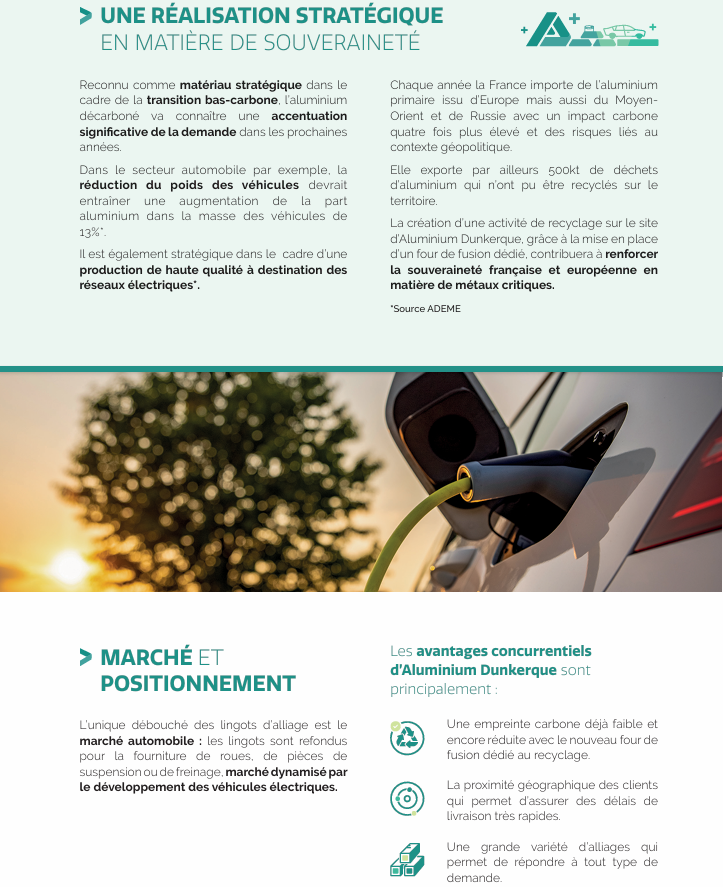 UNE RÉALISATION STRATÉGIQUE
EN MATIÈRE DE SOUVERAINETÉ
Reconnu comme matériau stratégique dans le
cadre de la transition bas-carbone, l'aluminium
décarboné va connaître une accentuation
significative de la demande dans les prochaines
années.
Dans le secteur automobile par exemple, la
réduction du poids des véhicules devrait
entraîner une augmentation de la part
aluminium dans la masse des véhicules de
13%*.
Il est également stratégique dans le cadre d'une
production de haute qualité à destination des
réseaux électriques*.
Chaque année la France importe de l'aluminium
primaire issu d'Europe mais aussi du Moyen-
Orient et de Russie avec un impact carbone
quatre fois plus élevé et des risques liés au
contexte géopolitique.
Elle exporte par ailleurs 500kt de déchets
d'aluminium qui n'ont pu être recyclés sur le
territoire.
La création d'une activité de recyclage sur le site
d'Aluminium Dunkerque, grâce à la mise en place
d'un four de fusion dédié, contribuera à renforcer
la souveraineté française et européenne en
matière de métaux critiques.
*Source ADEME
MARCHÉ ET
POSITIONNEMENT
L'unique débouché des lingots d'alliage est le
marché automobile : les lingots sont refondus
pour la fourniture de roues, de pièces de
suspension ou de freinage, marché dynamisé par
le développement des véhicules électriques.
Les avantages concurrentiels
d'Aluminium Dunkerque sont
principalement :
Une empreinte carbone déjà faible et
encore réduite avec le nouveau four de
fusion dédié au recyclage.
La proximité géographique des clients
qui permet d'assurer des délais de
livraison très rapides.
Une grande variété d'alliages qui
permet de répondre à tout type de
demande.